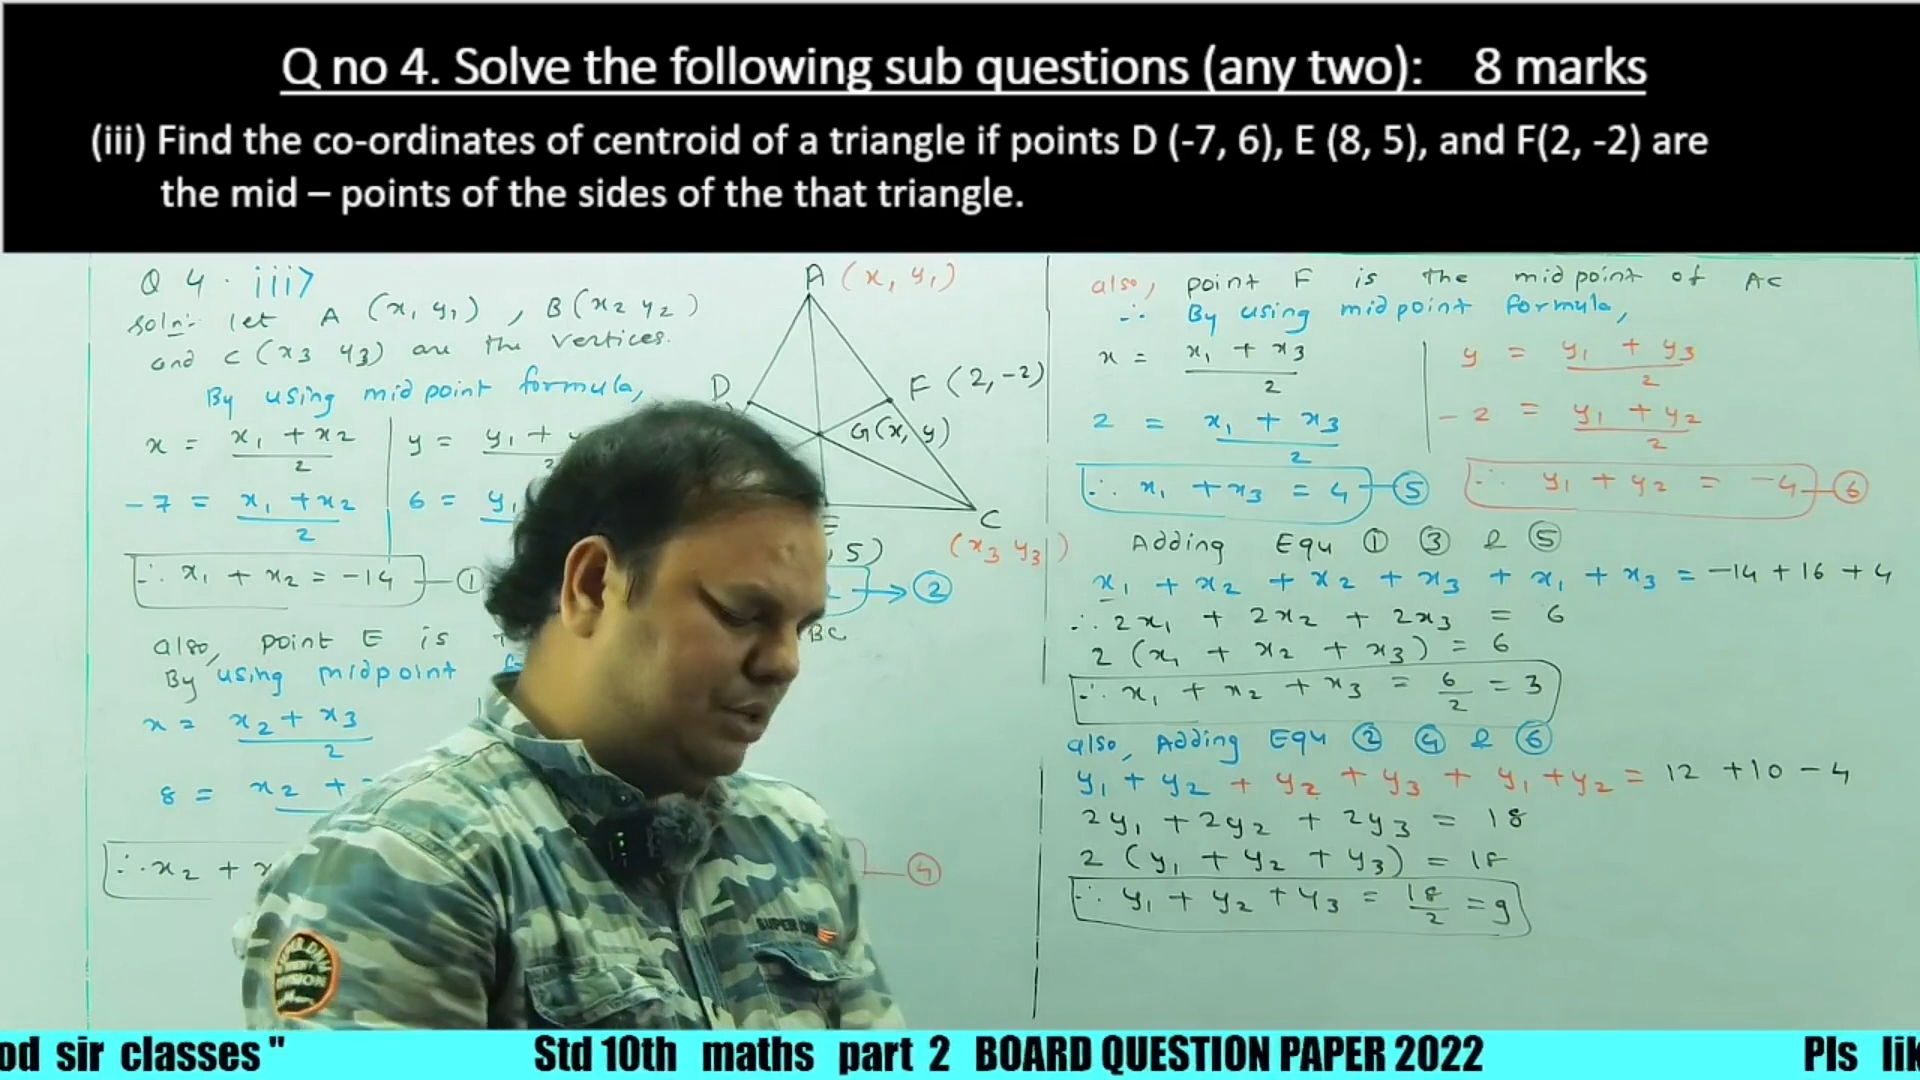 Q no 4. Solve the following sub questions (any two): 8 marks
(iii) Find the co-ordinates of centroid of a triangle if points D (-7, 6), E (8, 5), and F(2, -2) are
the mid – points of the sides of the that triangle.
Q 4. iii>
soln:- let A (x1 y1), B (x2 y2)
and C (x3 y3) are the vertices.
By using midpoint formula,
x = x1 + x2 / 2
y = y1 +
-7 = x1 + x2 / 2
6 = y1
∴ x1 + x2 = -14 — ①
→ ②
also, point E is
BC
By using midpoint
x = x2 + x3 / 2
8 = x2 +
∴ x2 +
— ④
A (x, y1)
D
F (2, -2)
G(x, y)
E
, 5)
C
(x3 y3)
also, point F is the midpoint of AC
∴ By using midpoint formula,
x = x1 + x3 / 2
y = y1 + y3 / 2
2 = x1 + x3 / 2
-2 = y1 + y2 / 2
∴ x1 + x3 = 4 — ⑤
∴ y1 + y2 = -4 — ⑥
Adding Equ ① ③ & ⑤
x1 + x2 + x2 + x3 + x1 + x3 = -14 + 16 + 4
∴ 2x1 + 2x2 + 2x3 = 6
2 (x1 + x2 + x3) = 6
∴ x1 + x2 + x3 = 6/2 = 3
also, Adding Equ ② ④ & ⑥
y1 + y2 + y2 + y3 + y1 + y2 = 12 + 10 - 4
2y1 + 2y2 + 2y3 = 18
2 (y1 + y2 + y3) = 18
∴ y1 + y2 + y3 = 18/2 = 9
od sir classes " Std 10th maths part 2 BOARD QUESTION PAPER 2022 Pls lik